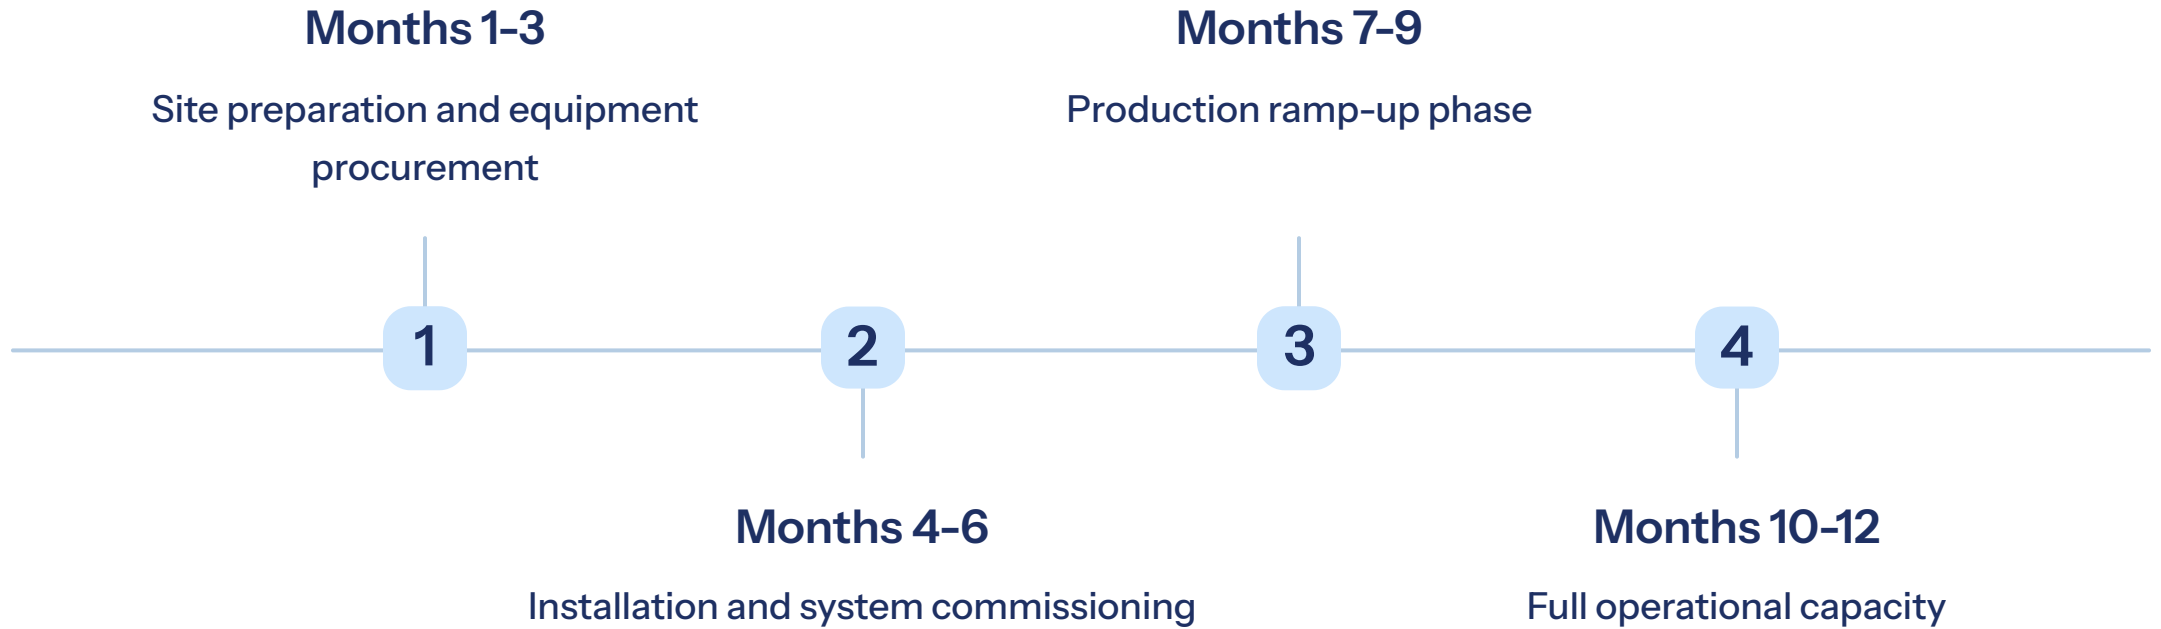 Months 1-3
Site preparation and equipment
procurement
Months 7-9
Production ramp-up phase
1
2
3
4
Months 4-6
Installation and system commissioning
Months 10-12
Full operational capacity